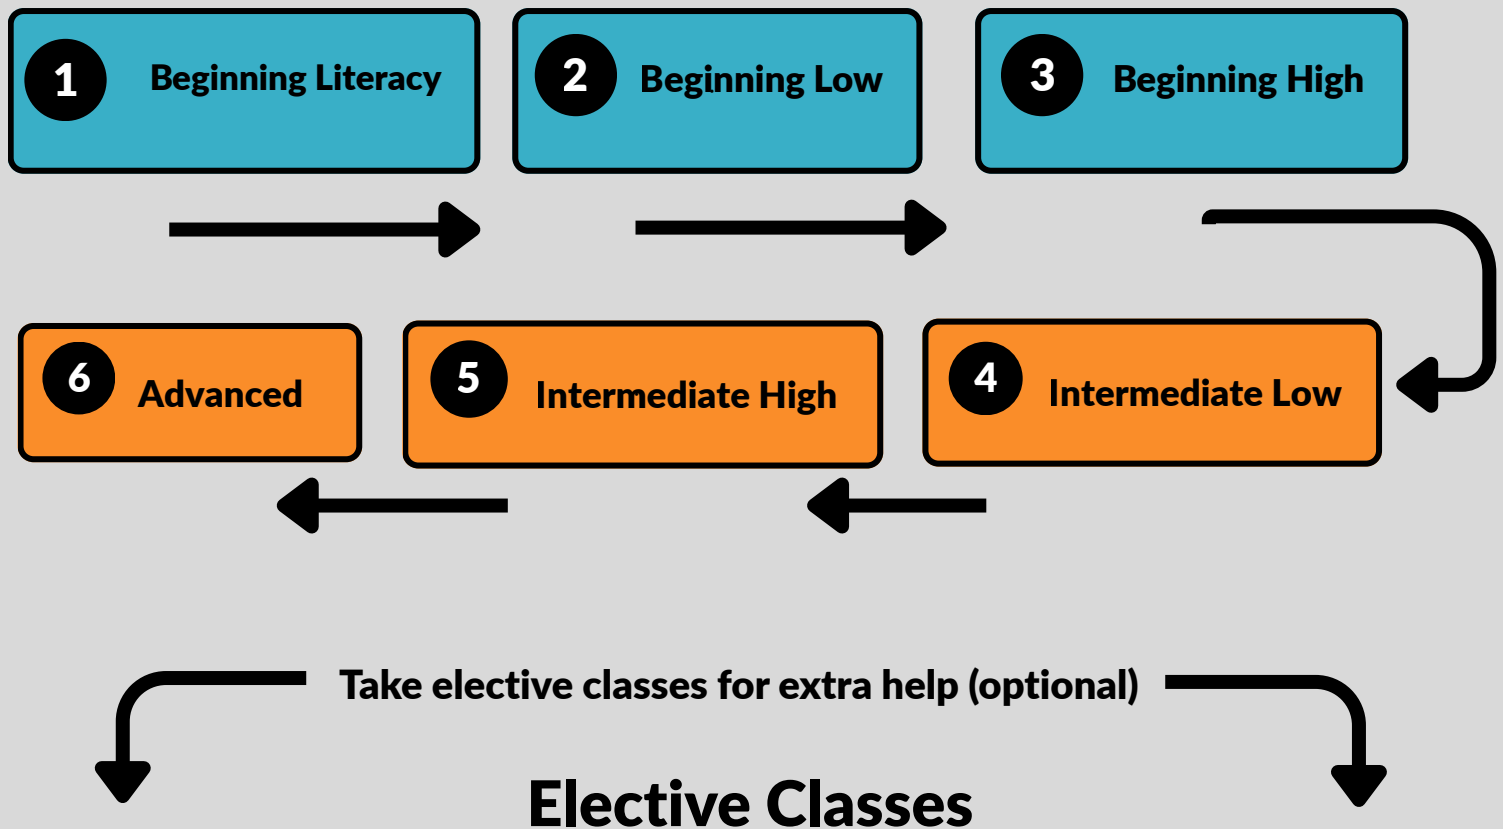 1 Beginning Literacy
2 Beginning Low
3 Beginning High
4 Intermediate Low
5 Intermediate High
6 Advanced
Take elective classes for extra help (optional)
Elective Classes